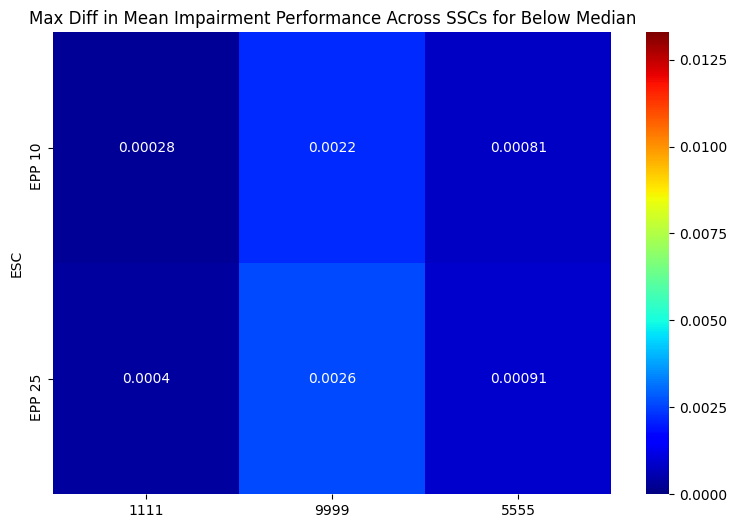 Max Diff in Mean Impairment Performance Across SSCs for Below Median
ESC
EPP 10
0.00028 0.0022 0.00081
EPP 25
0.0004 0.0026 0.00091
1111 9999 5555
0.0125
0.0100
0.0075
0.0050
0.0025
0.0000